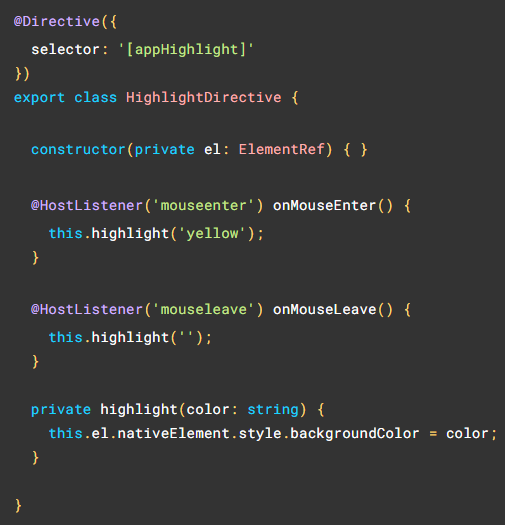 @Directive({
  selector: '[appHighlight]'
})
export class HighlightDirective {

  constructor(private el: ElementRef) { }

  @HostListener('mouseenter') onMouseEnter() {
    this.highlight('yellow');
  }

  @HostListener('mouseleave') onMouseLeave() {
    this.highlight('');
  }

  private highlight(color: string) {
    this.el.nativeElement.style.backgroundColor = color;
  }

}